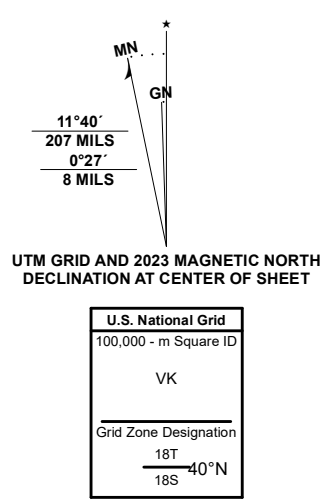 MN
GN
11°40´
207 MILS
0°27´
8 MILS
UTM GRID AND 2023 MAGNETIC NORTH
DECLINATION AT CENTER OF SHEET
U.S. National Grid
100,000 - m Square ID
VK
Grid Zone Designation
18T
40°N
18S